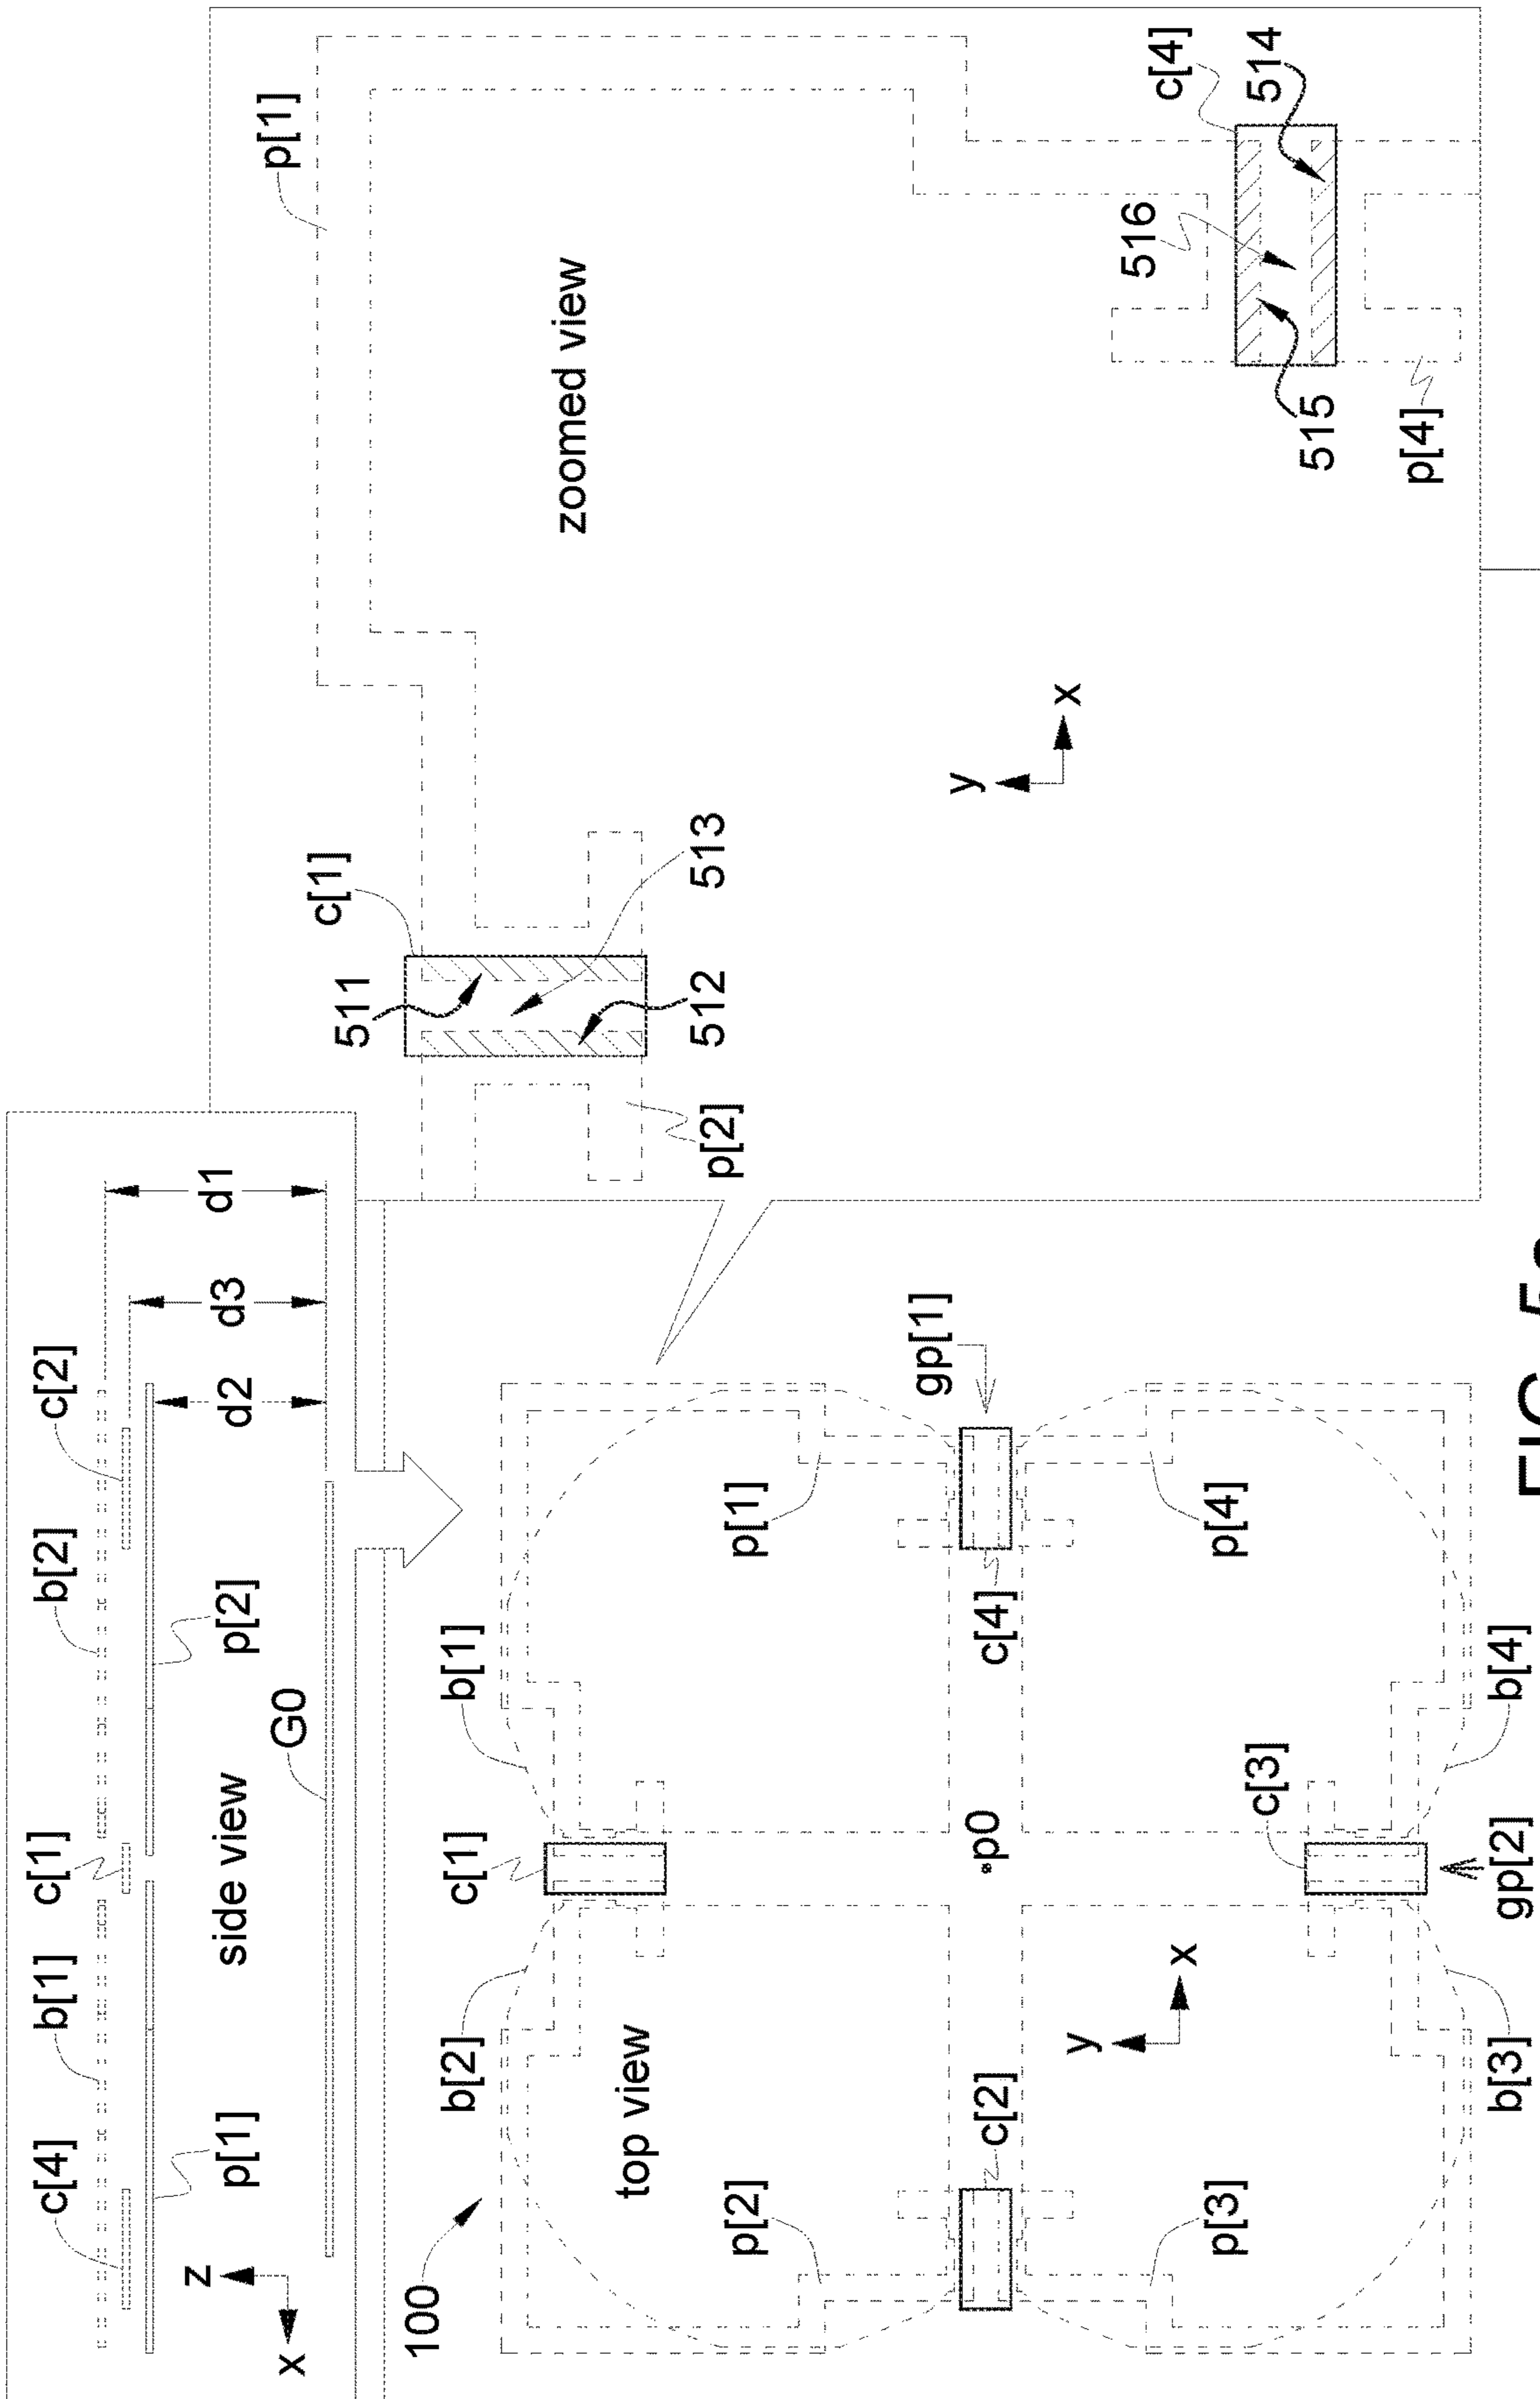 c[4]
b[1]
c[1]
b[2]
c[2]
z
x
p[1]
side view
G0
p[2]
d2
d3
d1
100
b[2]
c[1]
b[1]
top view
p[2]
p[1]
gp[1]
c[2]
.p0
c[4]
y
x
p[3]
c[3]
p[4]
b[3]
gp[2]
b[4]
p[1]
c[1]
511
513
512
p[2]
zoomed view
y
x
c[4]
514
516
515
p[4]
FIG.